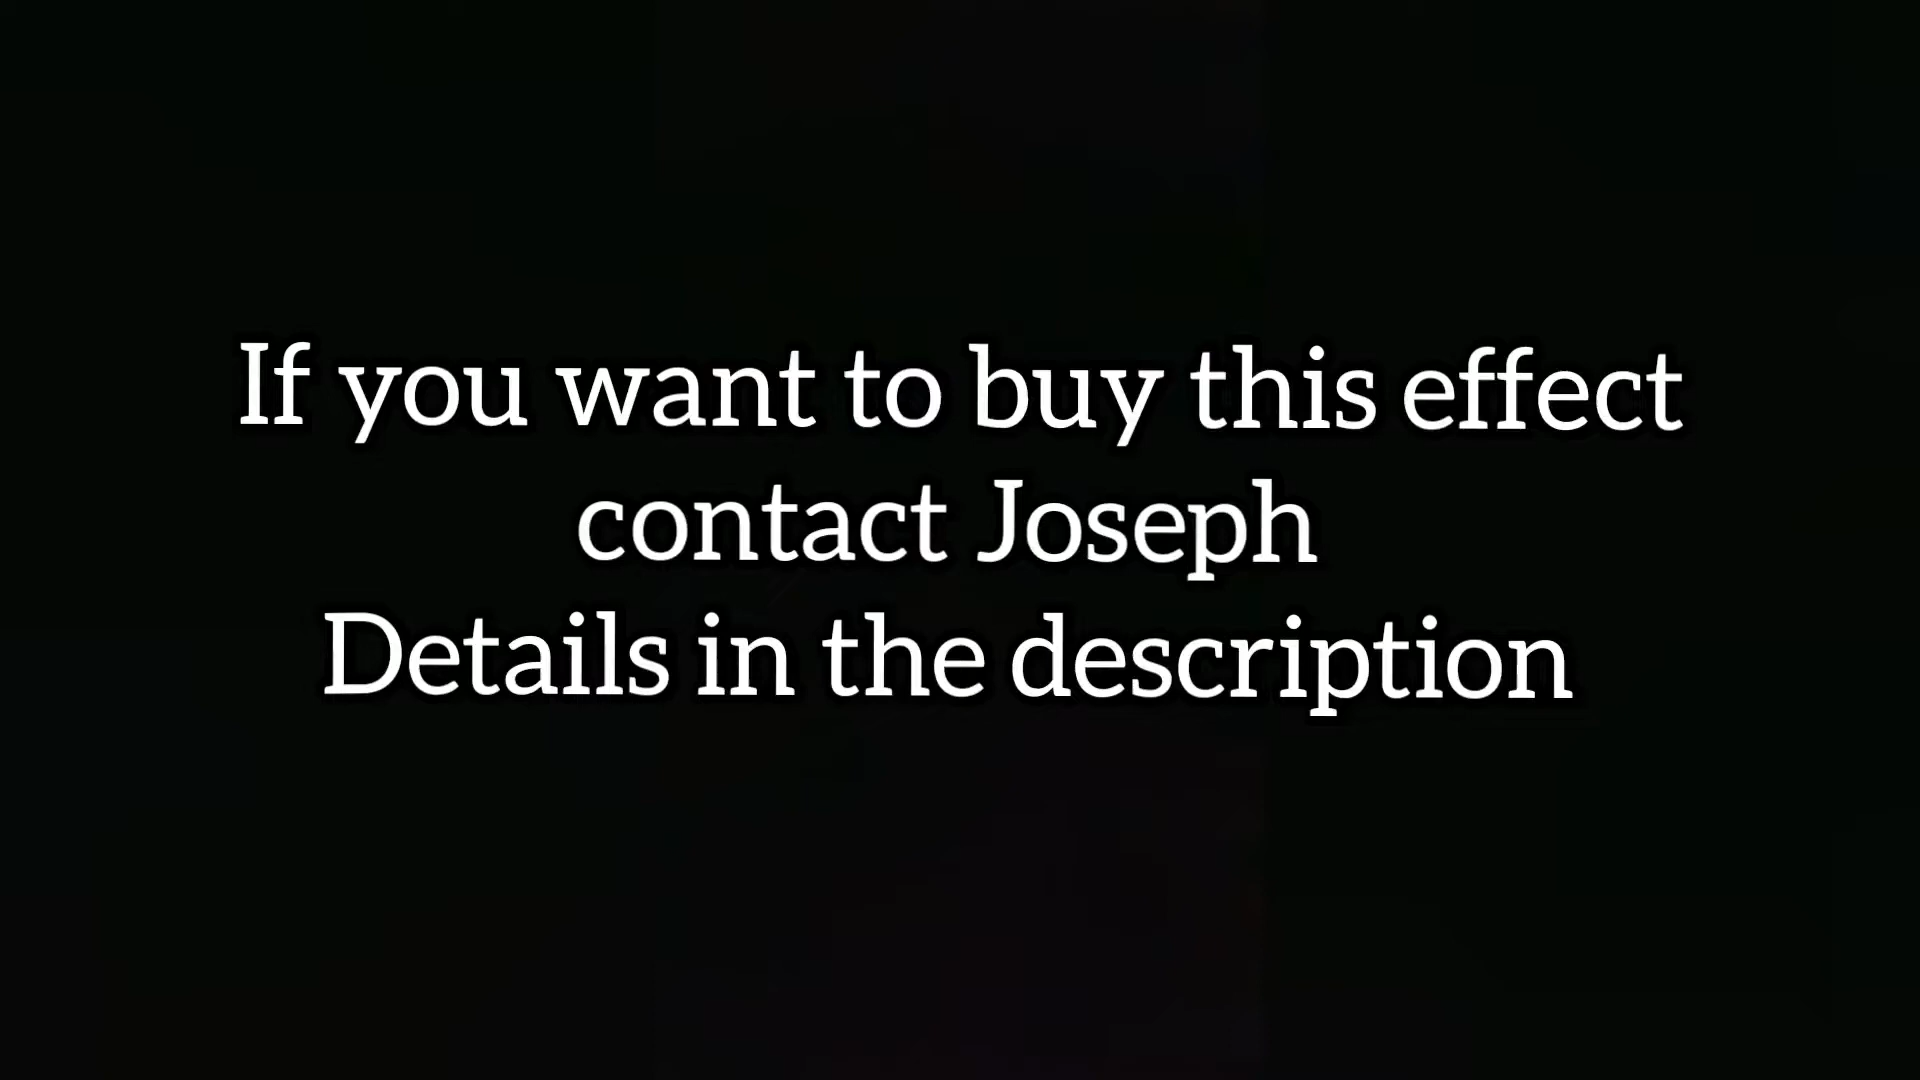 If you want to buy this effect
contact Joseph
Details in the description